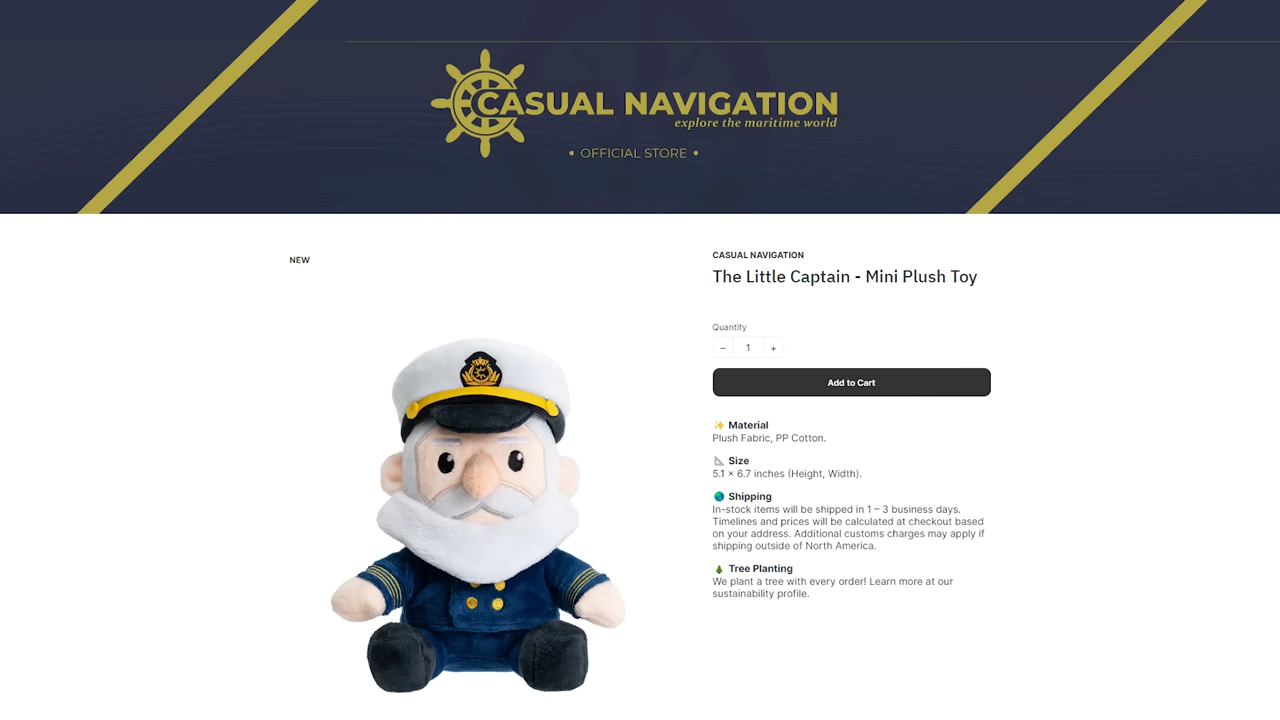 CASUAL NAVIGATION
explore the maritime world
• OFFICIAL STORE •
NEW
CASUAL NAVIGATION
The Little Captain - Mini Plush Toy
Quantity
− 1 +
Add to Cart
✨ Material
Plush Fabric, PP Cotton.
📐 Size
5.1 × 6.7 inches (Height, Width).
🌎 Shipping
In-stock items will be shipped in 1 – 3 business days.
Timelines and prices will be calculated at checkout based
on your address. Additional customs charges may apply if
shipping outside of North America.
🌲 Tree Planting
We plant a tree with every order! Learn more at our
sustainability profile.